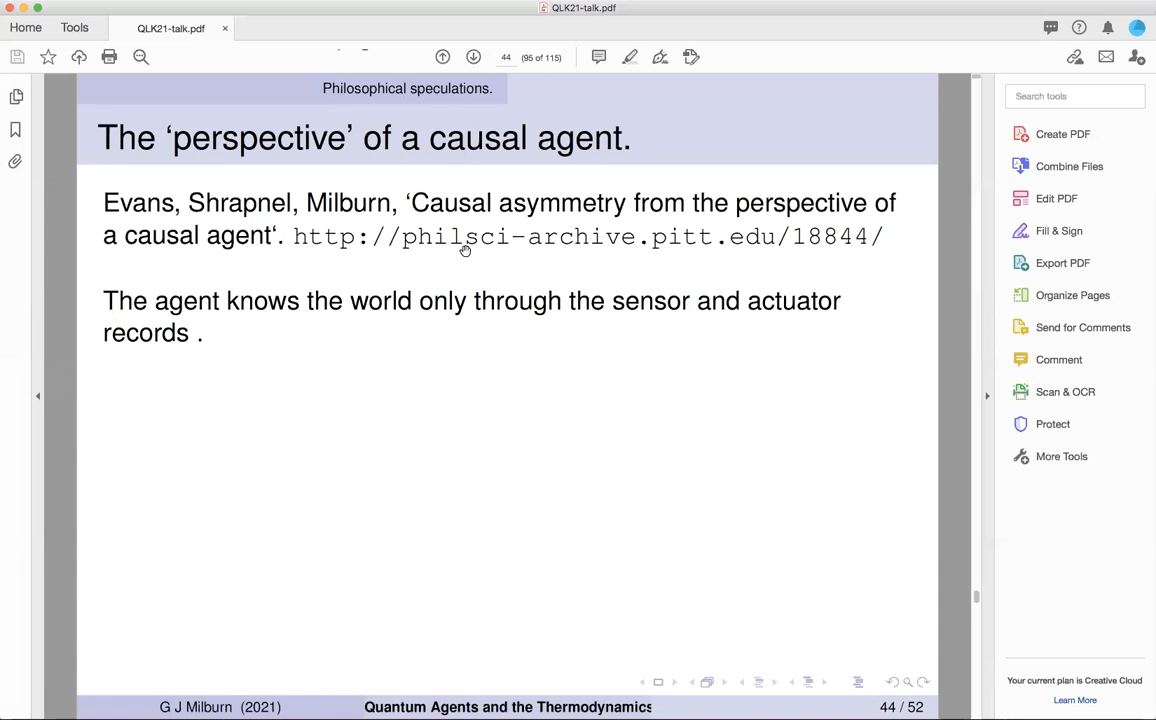 QLK21-talk.pdf
Home
Tools
QLK21-talk.pdf ×
44 (95 of 115)
Search tools
Create PDF
Combine Files
Edit PDF
Fill & Sign
Export PDF
Organize Pages
Send for Comments
Comment
Scan & OCR
Protect
More Tools
Your current plan is Creative Cloud
Learn More
Philosophical speculations.
The ‘perspective’ of a causal agent.
Evans, Shrapnel, Milburn, ‘Causal asymmetry from the perspective of
a causal agent‘. http://philsci-archive.pitt.edu/18844/
The agent knows the world only through the sensor and actuator
records .
G J Milburn (2021)
Quantum Agents and the Thermodynamics
44 / 52